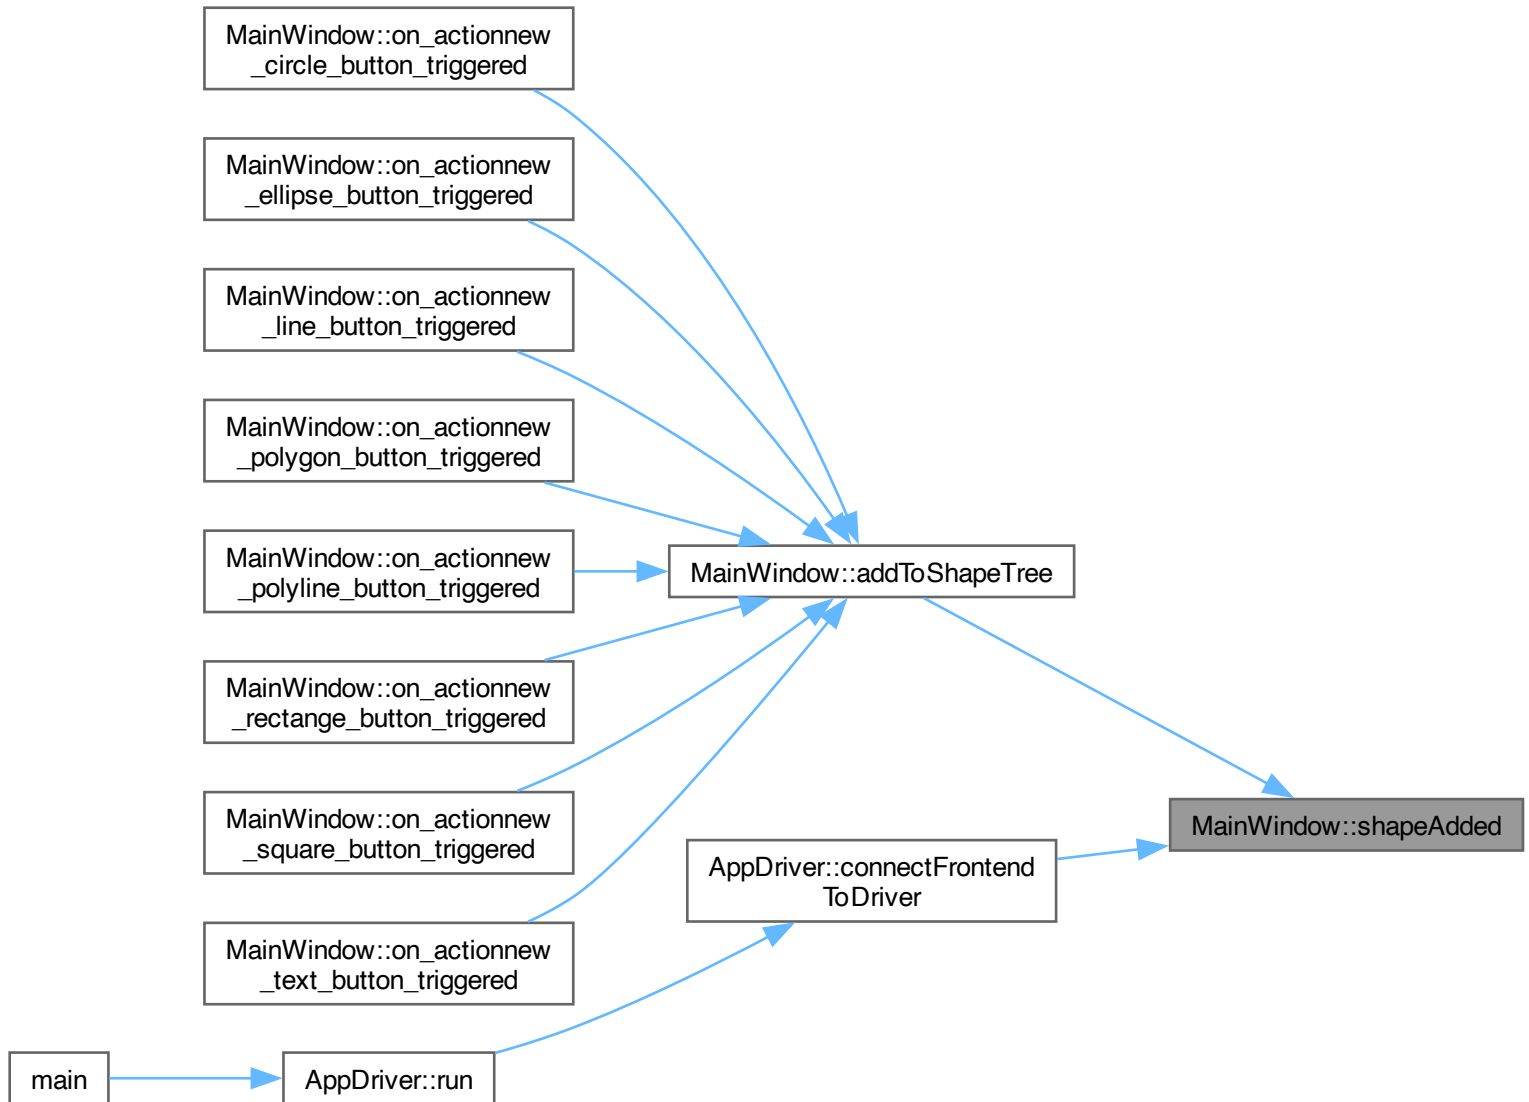 MainWindow::on_actionnew
_circle_button_triggered
MainWindow::on_actionnew
_ellipse_button_triggered
MainWindow::on_actionnew
_line_button_triggered
MainWindow::on_actionnew
_polygon_button_triggered
MainWindow::on_actionnew
_polyline_button_triggered
MainWindow::addToShapeTree
MainWindow::on_actionnew
_rectange_button_triggered
MainWindow::on_actionnew
_square_button_triggered
MainWindow::shapeAdded
AppDriver::connectFrontend
ToDriver
MainWindow::on_actionnew
_text_button_triggered
main
AppDriver::run